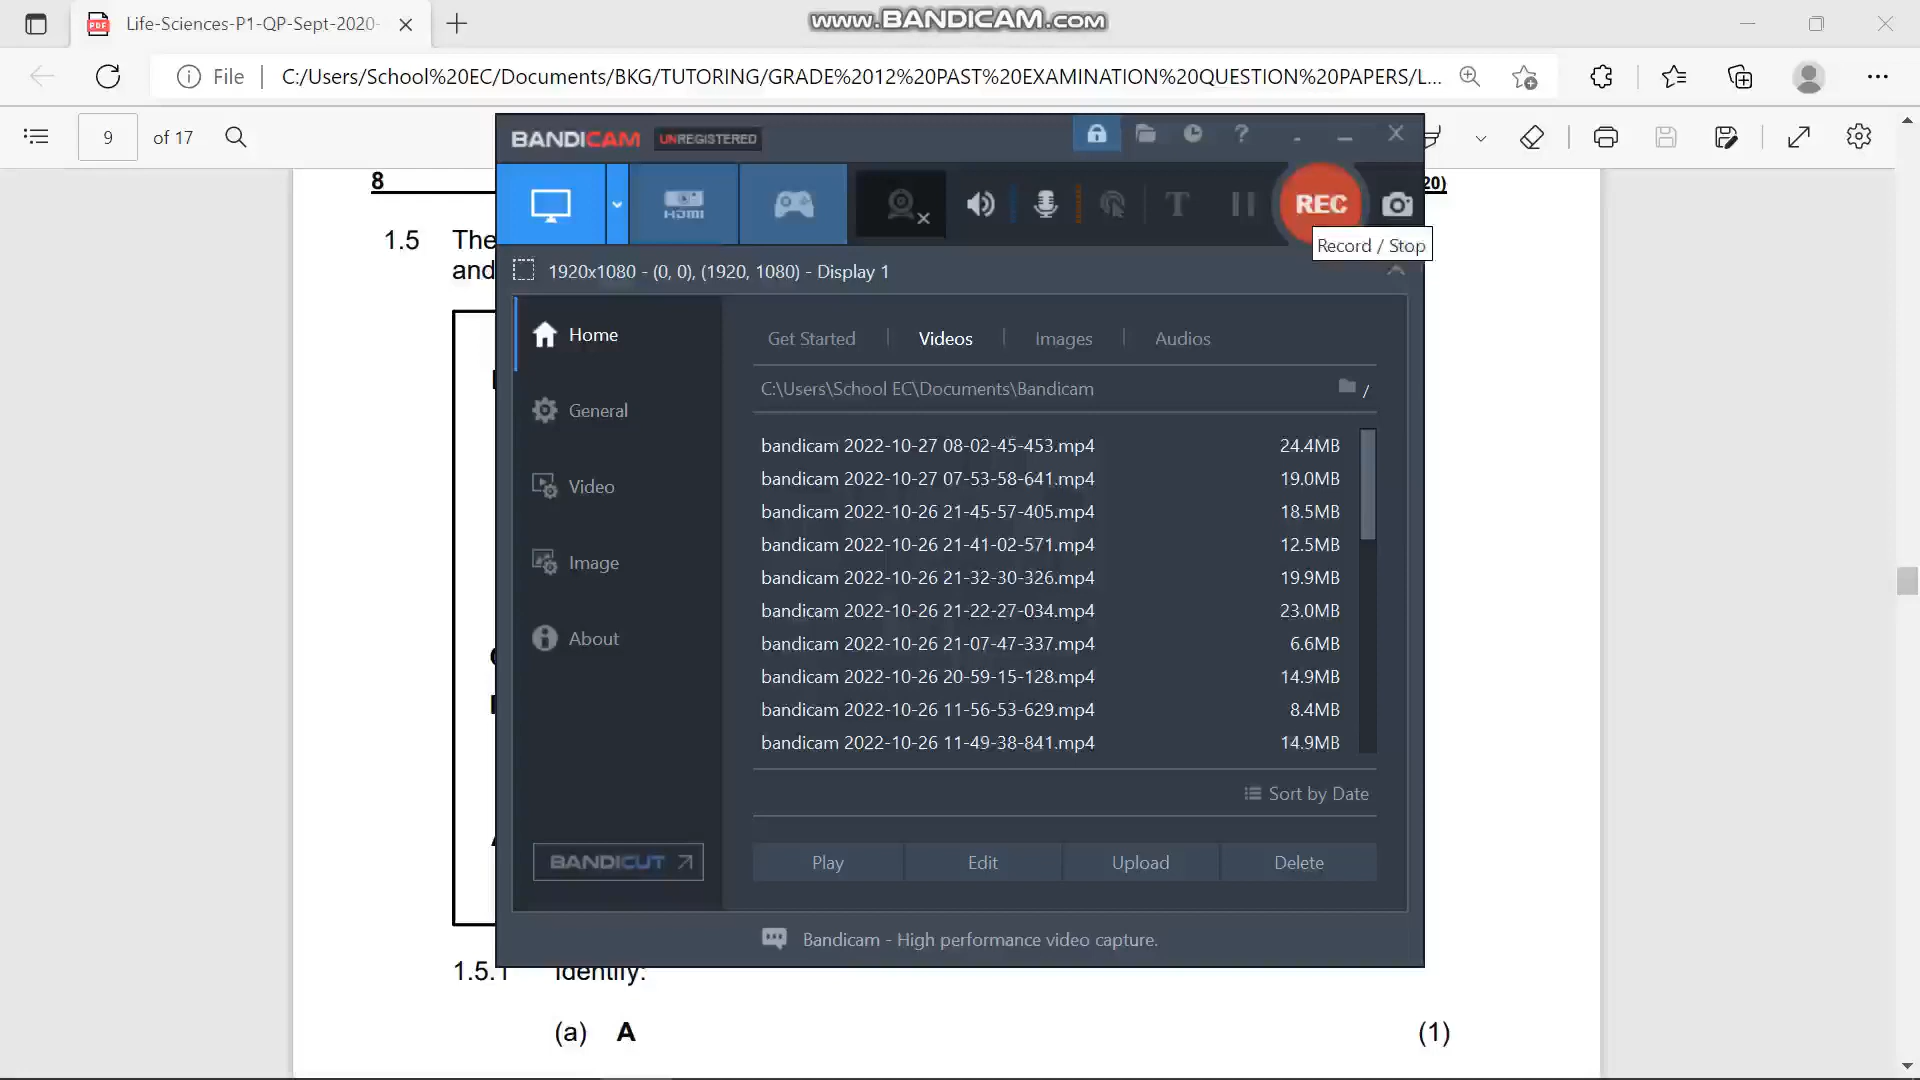 Life-Sciences-P1-QP-Sept-2020-
www.BANDICAM.com
File
C:/Users/School%20EC/Documents/BKG/TUTORING/GRADE%2012%20PAST%20EXAMINATION%20QUESTION%20PAPERS/L...
9 of 17
BANDICAM UNREGISTERED
8
20)
HDMI
T
REC
Record / Stop
1.5 The
and
1920x1080 - (0, 0), (1920, 1080) - Display 1
Home
General
Video
Image
About
Get Started
Videos
Images
Audios
C:\Users\School EC\Documents\Bandicam
/
bandicam 2022-10-27 08-02-45-453.mp4 24.4MB
bandicam 2022-10-27 07-53-58-641.mp4 19.0MB
bandicam 2022-10-26 21-45-57-405.mp4 18.5MB
bandicam 2022-10-26 21-41-02-571.mp4 12.5MB
bandicam 2022-10-26 21-32-30-326.mp4 19.9MB
bandicam 2022-10-26 21-22-27-034.mp4 23.0MB
bandicam 2022-10-26 21-07-47-337.mp4 6.6MB
bandicam 2022-10-26 20-59-15-128.mp4 14.9MB
bandicam 2022-10-26 11-56-53-629.mp4 8.4MB
bandicam 2022-10-26 11-49-38-841.mp4 14.9MB
Sort by Date
BANDICUT
Play
Edit
Upload
Delete
Bandicam - High performance video capture.
1.5.1 Identify:
(a) A (1)